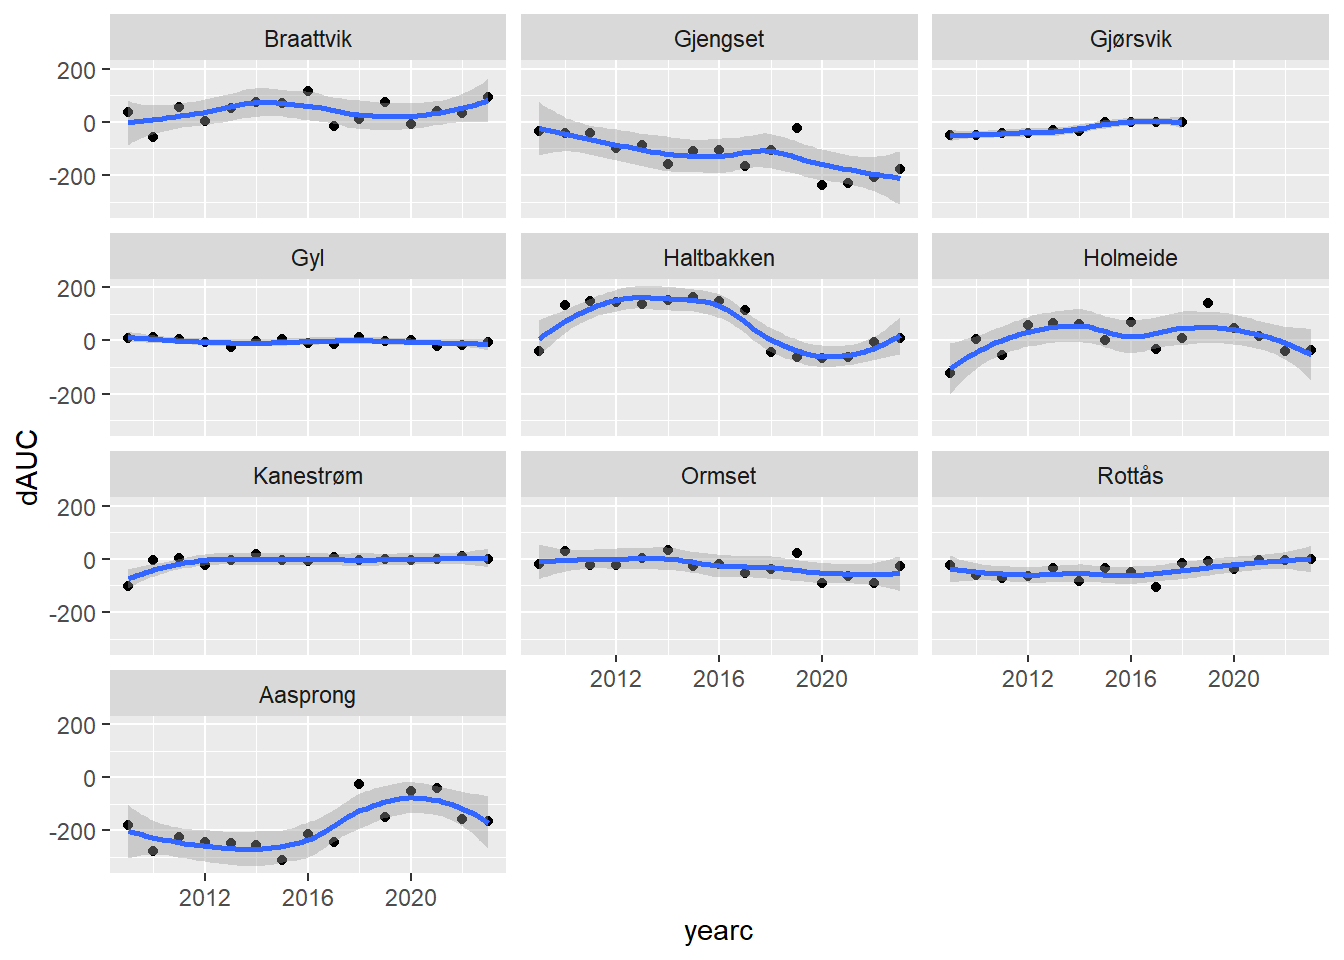 Braattvik Gjengset Gjørsvik
200
0
-200
Gyl Haltbakken Holmeide
200
0
-200
dAUC
Kanestrøm Ormset Rottås
200
0
-200
2012 2016 2020 2012 2016 2020
Aasprong
200
0
-200
2012 2016 2020
yearc